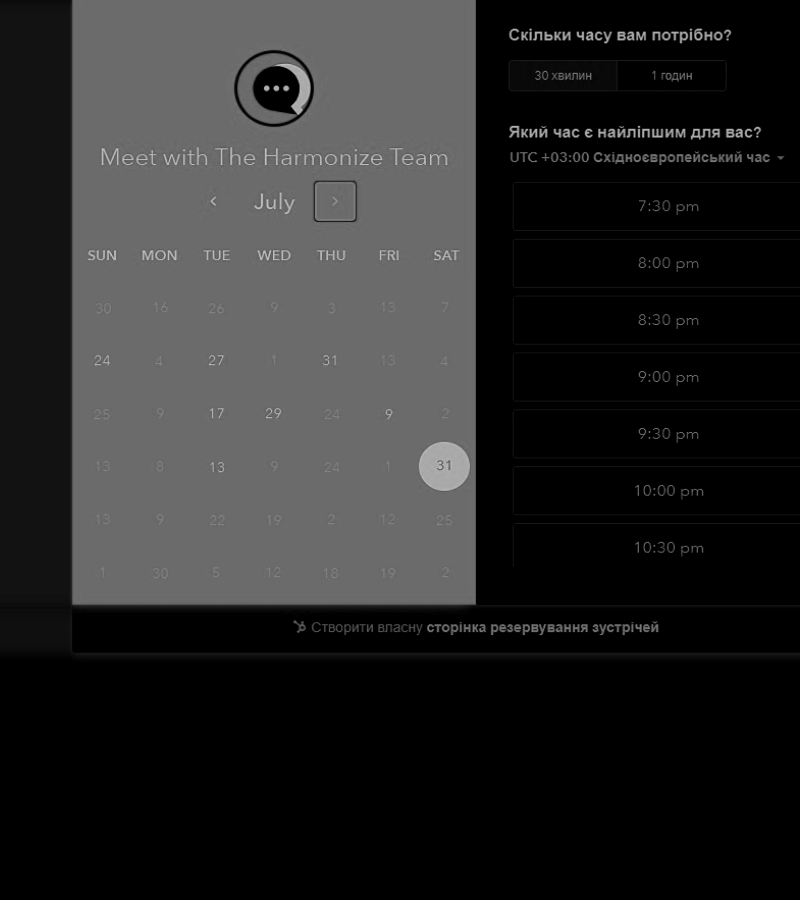 Meet with The Harmonize Team
July
SUN MON TUE WED THU FRI SAT
30 16 26 9 3 13 7
24 4 27 1 31 13 4
25 9 17 29 24 9 2
13 8 13 9 24 1 31
13 9 22 19 2 12 25
1 30 5 12 18 19 2
Скільки часу вам потрібно?
30 хвилин 1 годин
Який час є найліпшим для вас?
UTC +03:00 Східноєвропейський час
7:30 pm
8:00 pm
8:30 pm
9:00 pm
9:30 pm
10:00 pm
10:30 pm
Створити власну сторінка резервування зустрічей